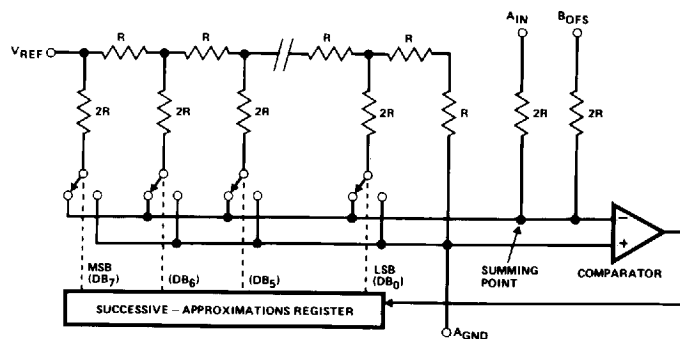 AIN BOFS
VREF R R R R
2R 2R 2R 2R R 2R 2R
−
+
MSB (DB7) (DB6) (DB5) LSB (DB0)
SUMMING POINT
COMPARATOR
SUCCESSIVE – APPROXIMATIONS REGISTER
AGND